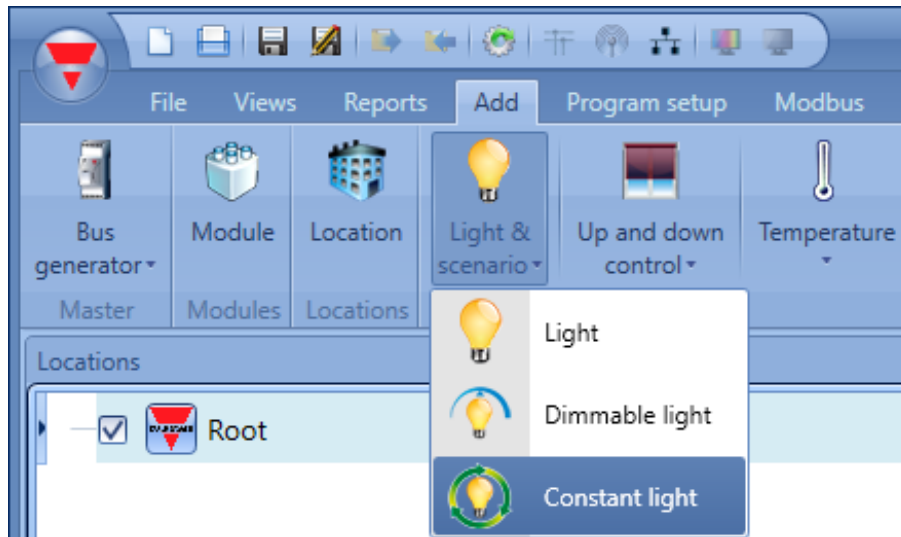 File Views Reports Add Program setup Modbus
Bus generator
Module
Location
Light & scenario
Up and down control
Temperature
Master Modules Locations
Locations
Light
Dimmable light
Root
Constant light